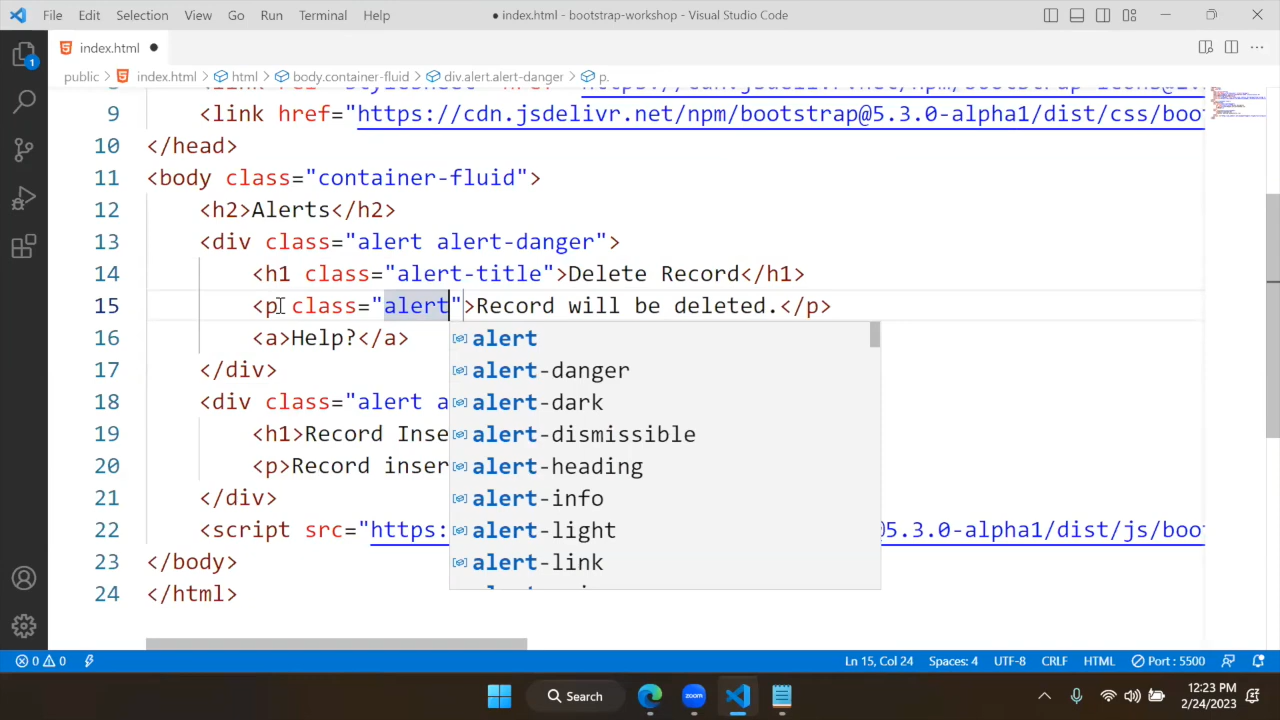 File Edit Selection View Go Run Terminal Help
● index.html - bootstrap-workshop - Visual Studio Code
index.html ●
public > index.html > html > body.container-fluid > div.alert.alert-danger > p.
9 <link href="https://cdn.jsdelivr.net/npm/bootstrap@5.3.0-alpha1/dist/css/boo
10 </head>
11 <body class="container-fluid">
12 <h2>Alerts</h2>
13 <div class="alert alert-danger">
14 <h1 class="alert-title">Delete Record</h1>
15 <p class="alert">Record will be deleted.</p>
16 <a>Help?</a>
alert
17 </div>
alert-danger
18 <div class="alert a
alert-dark
19 <h1>Record Inse
alert-dismissible
20 <p>Record inser
alert-heading
21 </div>
alert-info
22 <script src="https:
alert-light
@5.3.0-alpha1/dist/js/boo
23 </body>
alert-link
24 </html>
1
0 0 Ln 15, Col 24 Spaces: 4 UTF-8 CRLF HTML Port : 5500
Search zoom 12:23 PM
2/24/2023